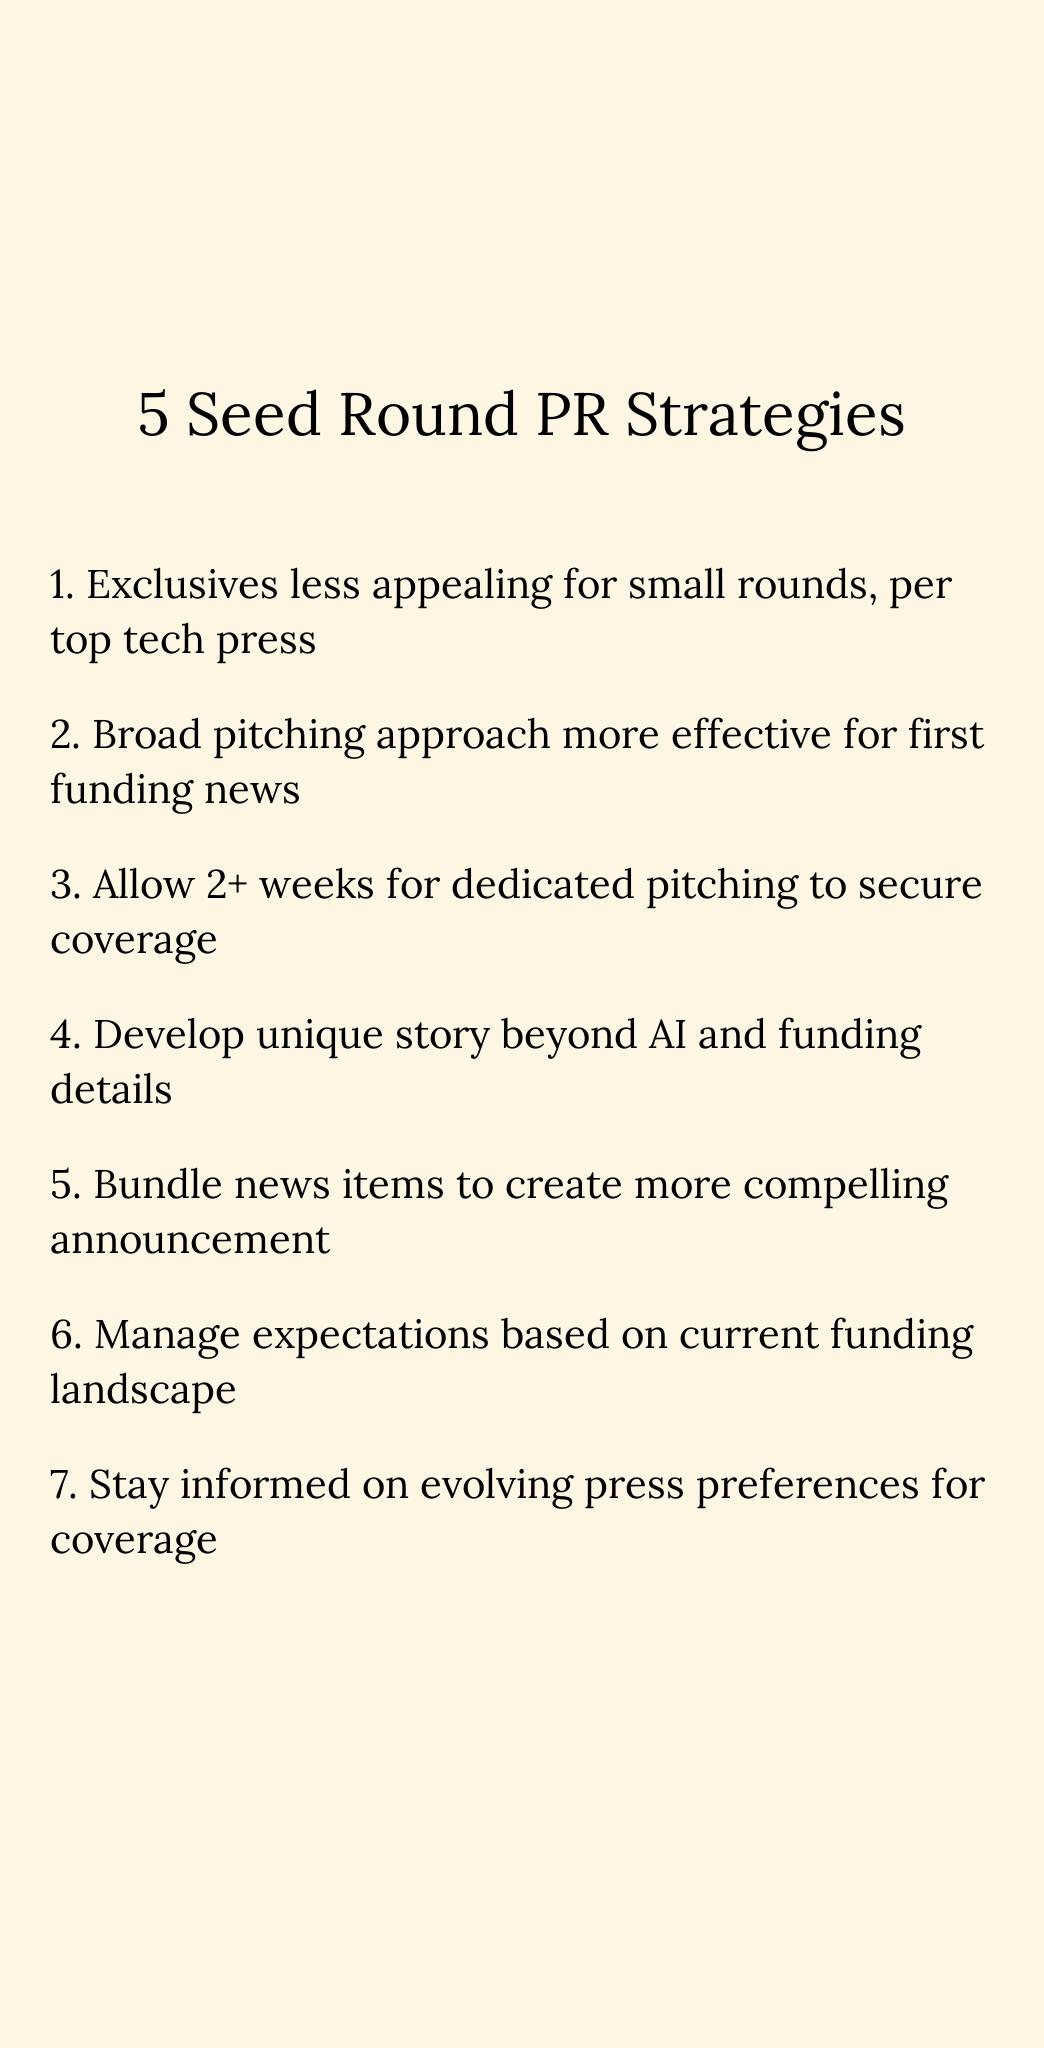 5 Seed Round PR Strategies
1. Exclusives less appealing for small rounds, per
top tech press
2. Broad pitching approach more effective for first
funding news
3. Allow 2+ weeks for dedicated pitching to secure
coverage
4. Develop unique story beyond AI and funding
details
5. Bundle news items to create more compelling
announcement
6. Manage expectations based on current funding
landscape
7. Stay informed on evolving press preferences for
coverage